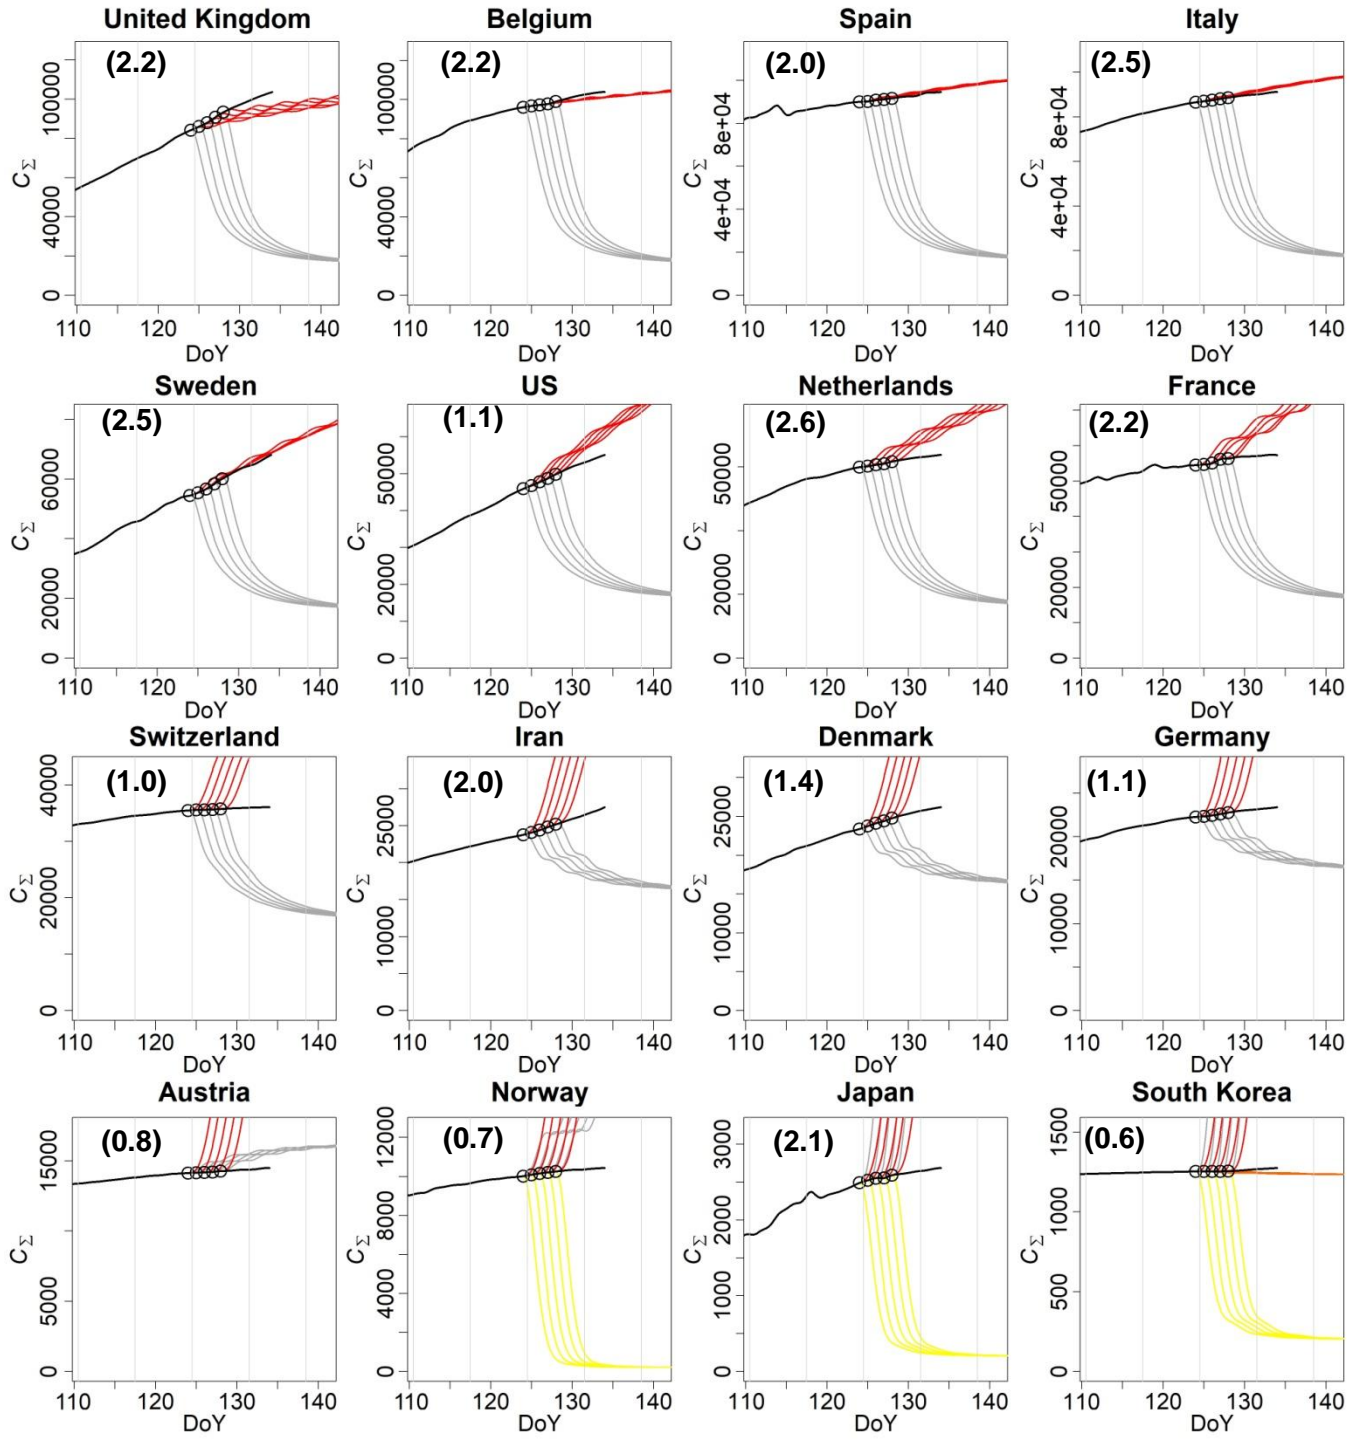 United Kingdom Belgium Spain Italy
(2.2) (2.2) (2.0) (2.5)
CΣ 0 40000 100000 CΣ 0 40000 100000 CΣ 0 4e+04 8e+04 CΣ 0 4e+04 8e+04
110 120 130 140 110 120 130 140 110 120 130 140 110 120 130 140
DoY DoY DoY DoY
Sweden US Netherlands France
(2.5) (1.1) (2.6) (2.2)
CΣ 0 20000 60000 CΣ 0 20000 50000 CΣ 0 20000 50000 CΣ 0 20000 50000
110 120 130 140 110 120 130 140 110 120 130 140 110 120 130 140
DoY DoY DoY DoY
Switzerland Iran Denmark Germany
(1.0) (2.0) (1.4) (1.1)
CΣ 0 20000 40000 CΣ 0 10000 25000 CΣ 0 10000 25000 CΣ 0 10000 20000
110 120 130 140 110 120 130 140 110 120 130 140 110 120 130 140
DoY DoY DoY DoY
Austria Norway Japan South Korea
(0.8) (0.7) (2.1) (0.6)
CΣ 0 5000 15000 CΣ 0 4000 8000 12000 CΣ 0 1000 2000 3000 CΣ 0 500 1000 1500
110 120 130 140 110 120 130 140 110 120 130 140 110 120 130 140
DoY DoY DoY DoY